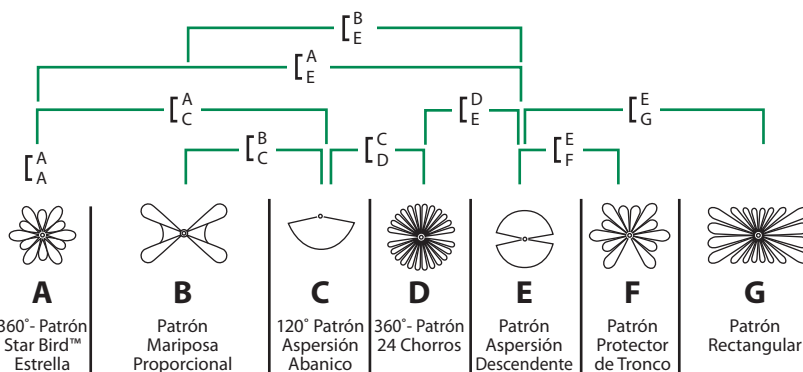 B
E
A
E
A
C
D
E
E
G
B
C
C
D
E
F
A
A
A
B
C
D
E
F
G
360°- Patrón
Star Bird™
Estrella
Patrón
Mariposa
Proporcional
120° Patrón
Aspersión
Abanico
360°- Patrón
24 Chorros
Patrón
Aspersión
Descendente
Patrón
Protector
de Tronco
Patrón
Rectangular